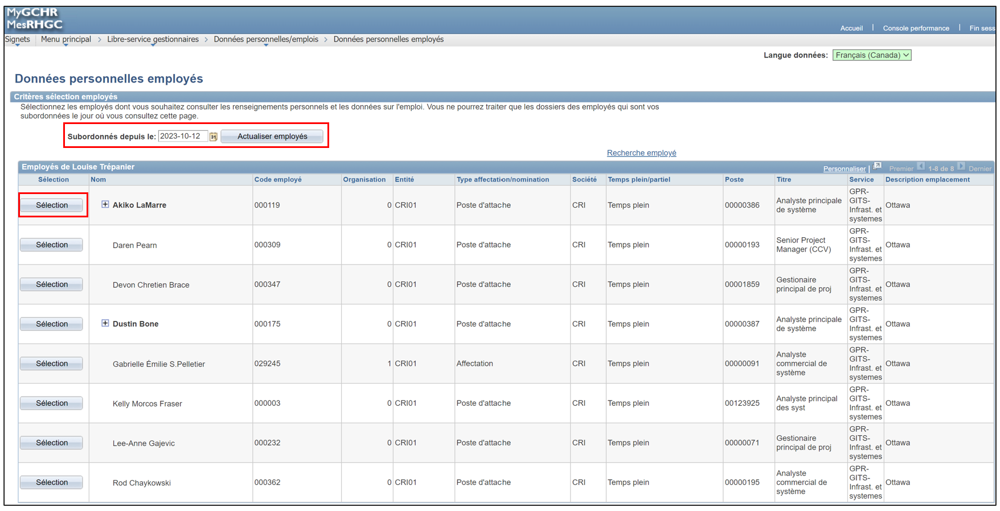 MyGCHR
MesRHGC
Accueil | Console performance | Fin sess
Signets Menu principal > Libre-service gestionnaires > Données personnelles/emplois > Données personnelles employés
Langue données: Français (Canada)
Données personnelles employés
Critères sélection employés
Sélectionnez les employés dont vous souhaitez consulter les renseignements personnels et les données sur l'emploi. Vous ne pourrez traiter que les dossiers des employés qui sont vos
subordonnées le jour où vous consultez cette page.
Subordonnés depuis le: 2023-10-12 31 Actualiser employés
Recherche employé
Employés de Louise Trépanier Personnaliser | Premier 1-8 de 8 Dernier
Sélection Nom Code employé Organisation Entité Type affectation/nomination Société Temps plein/partiel Poste Titre Service Description emplacement
Sélection Akiko LaMarre 000119 0 CRI01 Poste d'attache CRI Temps plein 00000386 Analyste principale de système GPR-GITS-Infrast. et systemes Ottawa
Sélection Daren Pearn 000309 0 CRI01 Poste d'attache CRI Temps plein 00000193 Senior Project Manager (CCV) GPR-GITS-Infrast. et systemes Ottawa
Sélection Devon Chretien Brace 000347 0 CRI01 Poste d'attache CRI Temps plein 00001859 Gestionaire principal de proj GPR-GITS-Infrast. et systemes Ottawa
Sélection Dustin Bone 000175 0 CRI01 Poste d'attache CRI Temps plein 00000387 Analyste principale de système GPR-GITS-Infrast. et systemes Ottawa
Sélection Gabrielle Émilie S.Pelletier 029245 1 CRI01 Affectation CRI Temps plein 00000091 Analyste commercial de système GPR-GITS-Infrast. et systemes Ottawa
Sélection Kelly Morcos Fraser 000003 0 CRI01 Poste d'attache CRI Temps plein 00123925 Analyste principal des syst GPR-GITS-Infrast. et systemes Ottawa
Sélection Lee-Anne Gajevic 000232 0 CRI01 Poste d'attache CRI Temps plein 00000071 Gestionaire principal de proj GPR-GITS-Infrast. et systemes Ottawa
Sélection Rod Chaykowski 000362 0 CRI01 Poste d'attache CRI Temps plein 00000195 Analyste commercial de système GPR-GITS-Infrast. et systemes Ottawa